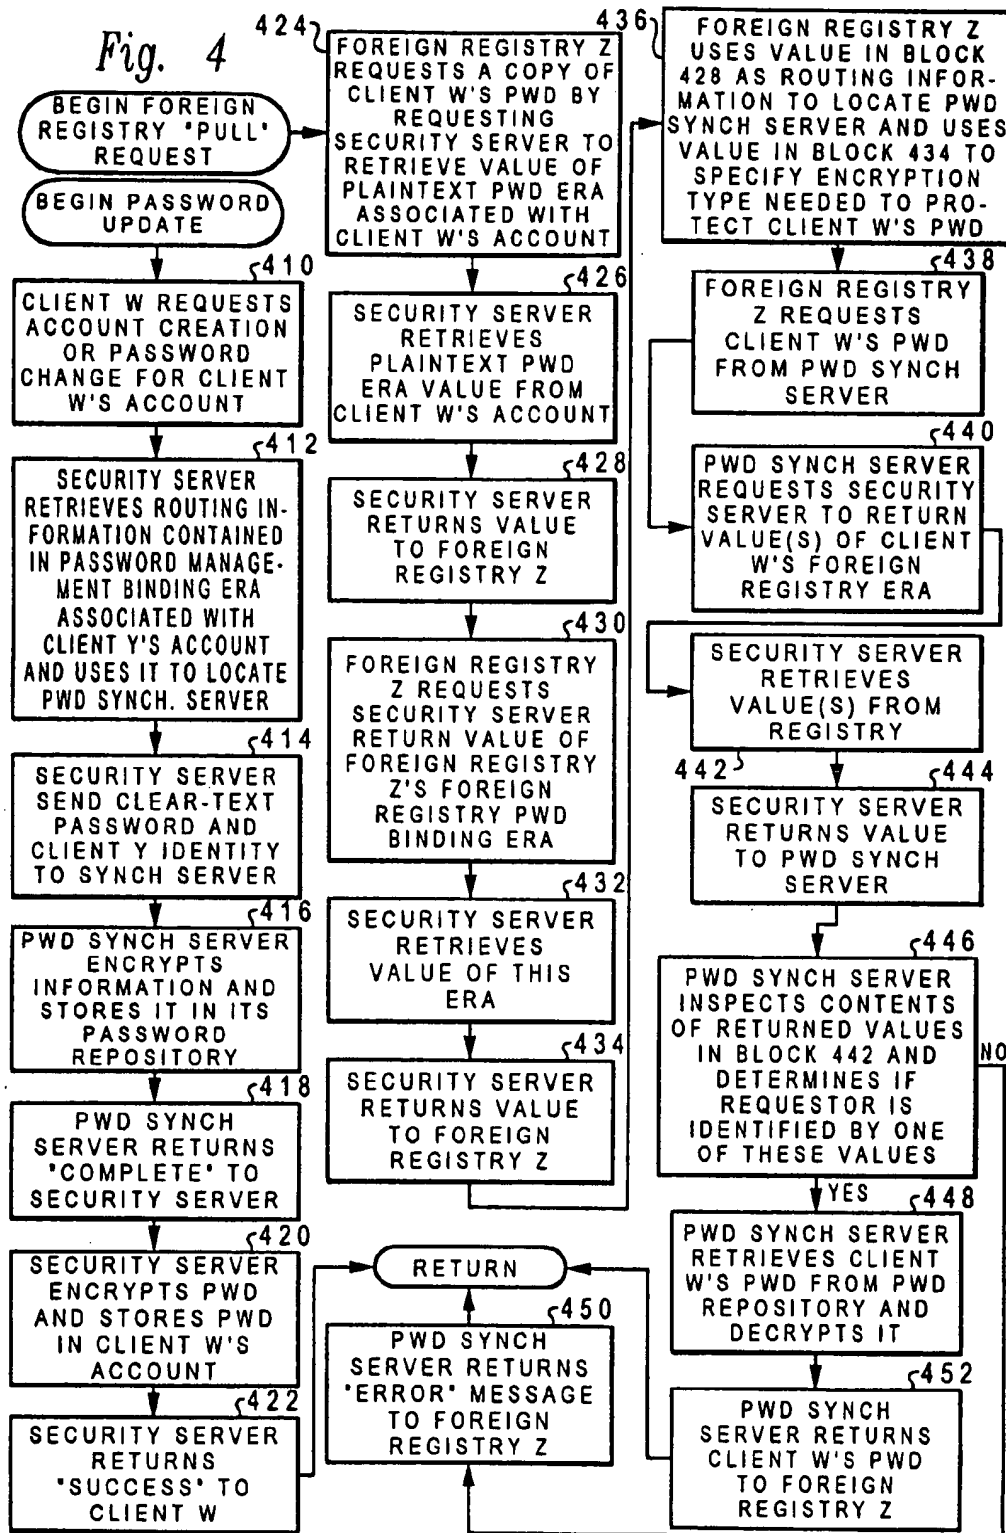 Fig. 4
BEGIN FOREIGN
REGISTRY "PULL"
REQUEST
BEGIN PASSWORD
UPDATE
410
CLIENT W REQUESTS
ACCOUNT CREATION
OR PASSWORD
CHANGE FOR CLIENT
W'S ACCOUNT
412
SECURITY SERVER
RETRIEVES ROUTING IN-
FORMATION CONTAINED
IN PASSWORD MANAGE-
MENT BINDING ERA
ASSOCIATED WITH
CLIENT Y'S ACCOUNT
AND USES IT TO LOCATE
PWD SYNCH. SERVER
414
SECURITY SERVER
SEND CLEAR-TEXT
PASSWORD AND
CLIENT Y IDENTITY
TO SYNCH SERVER
416
PWD SYNCH SERVER
ENCRYPTS
INFORMATION AND
STORES IT IN ITS
PASSWORD
REPOSITORY
418
PWD SYNCH
SERVER RETURNS
"COMPLETE" TO
SECURITY SERVER
420
SECURITY SERVER
ENCRYPTS PWD
AND STORES PWD
IN CLIENT W'S
ACCOUNT
422
SECURITY SERVER
RETURNS
"SUCCESS" TO
CLIENT W
424
FOREIGN REGISTRY Z
REQUESTS A COPY OF
CLIENT W'S PWD BY
REQUESTING
SECURITY SERVER TO
RETRIEVE VALUE OF
PLAINTEXT PWD ERA
ASSOCIATED WITH
CLIENT W'S ACCOUNT
426
SECURITY SERVER
RETRIEVES
PLAINTEXT PWD
ERA VALUE FROM
CLIENT W'S ACCOUNT
428
SECURITY SERVER
RETURNS VALUE
TO FOREIGN
REGISTRY Z
430
FOREIGN REGISTRY
Z REQUESTS
SECURITY SERVER
RETURN VALUE OF
FOREIGN REGISTRY
Z'S FOREIGN
REGISTRY PWD
BINDING ERA
432
SECURITY SERVER
RETRIEVES
VALUE OF THIS
ERA
434
SECURITY SERVER
RETURNS VALUE
TO FOREIGN
REGISTRY Z
RETURN
450
PWD SYNCH
SERVER RETURNS
"ERROR" MESSAGE
TO FOREIGN
REGISTRY Z
436
FOREIGN REGISTRY Z
USES VALUE IN BLOCK
428 AS ROUTING INFOR-
MATION TO LOCATE PWD
SYNCH SERVER AND USES
VALUE IN BLOCK 434 TO
SPECIFY ENCRYPTION
TYPE NEEDED TO PRO-
TECT CLIENT W'S PWD
438
FOREIGN REGISTRY
Z REQUESTS
CLIENT W'S PWD
FROM PWD SYNCH
SERVER
440
PWD SYNCH SERVER
REQUESTS SECURITY
SERVER TO RETURN
VALUE(S) OF CLIENT
W'S FOREIGN
REGISTRY ERA
SECURITY SERVER
RETRIEVES
VALUE(S) FROM
REGISTRY
442
444
SECURITY SERVER
RETURNS VALUE
TO PWD SYNCH
SERVER
446
PWD SYNCH SERVER
INSPECTS CONTENTS
OF RETURNED VALUES
IN BLOCK 442 AND
DETERMINES IF
REQUESTOR IS
IDENTIFIED BY ONE
OF THESE VALUES
NO
YES
448
PWD SYNCH SERVER
RETRIEVES CLIENT
W'S PWD FROM PWD
REPOSITORY AND
DECRYPTS IT
452
PWD SYNCH
SERVER RETURNS
CLIENT W'S PWD
TO FOREIGN
REGISTRY Z